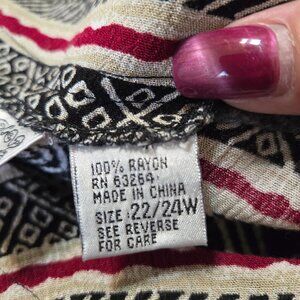 100% RAYON
RN 63264
MADE IN CHINA
SIZE: 22/24W
SEE REVERSE
FOR CARE